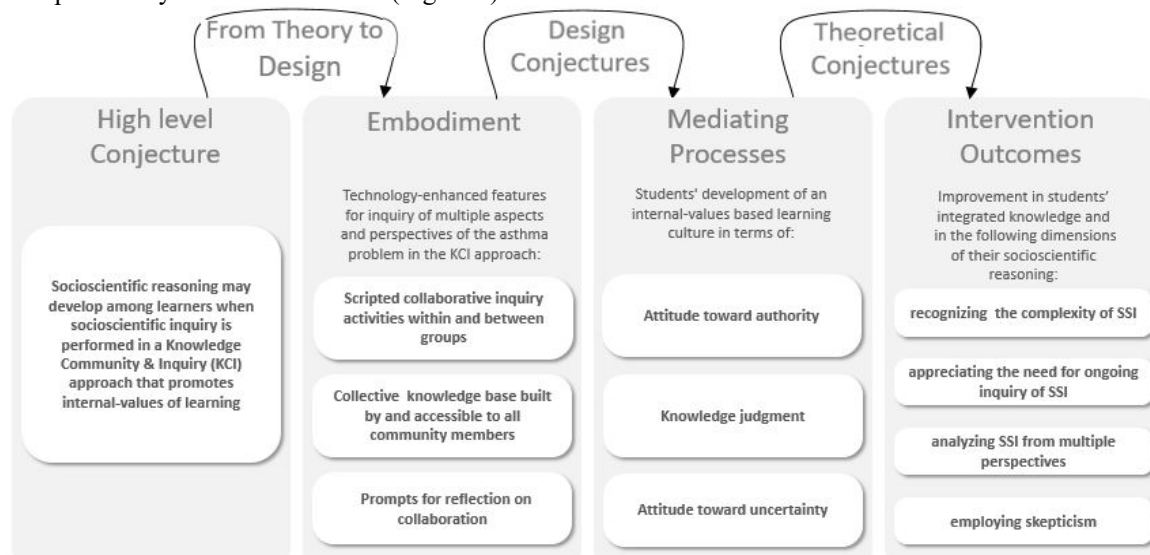 From Theory to
Design
Design
Conjectures
Theoretical
Conjectures
High level
Conjecture
Socioscientific reasoning may
develop among learners when
socioscientific inquiry is
performed in a Knowledge
Community & Inquiry (KCI)
approach that promotes
internal-values of learning
Embodiment
Technology-enhanced features
for inquiry of multiple aspects
and perspectives of the asthma
problem in the KCI approach:
Scripted collaborative inquiry
activities within and between
groups
Collective knowledge base built
by and accessible to all
community members
Prompts for reflection on
collaboration
Mediating
Processes
Students' development of an
internal-values based learning
culture in terms of:
Attitude toward authority
Knowledge judgment
Attitude toward uncertainty
Intervention
Outcomes
Improvement in students'
integrated knowledge and
in the following dimensions
of their socioscientific
reasoning:
recognizing the complexity of SSI
appreciating the need for ongoing
inquiry of SSI
analyzing SSI from multiple
perspectives
employing skepticism